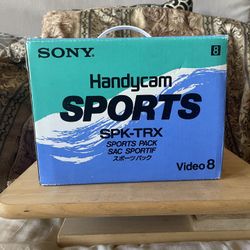 SONY
8
Handycam
SPORTS
SPK-TRX
SPORTS PACK
SAC SPORTIF
スポーツパック
Video 8